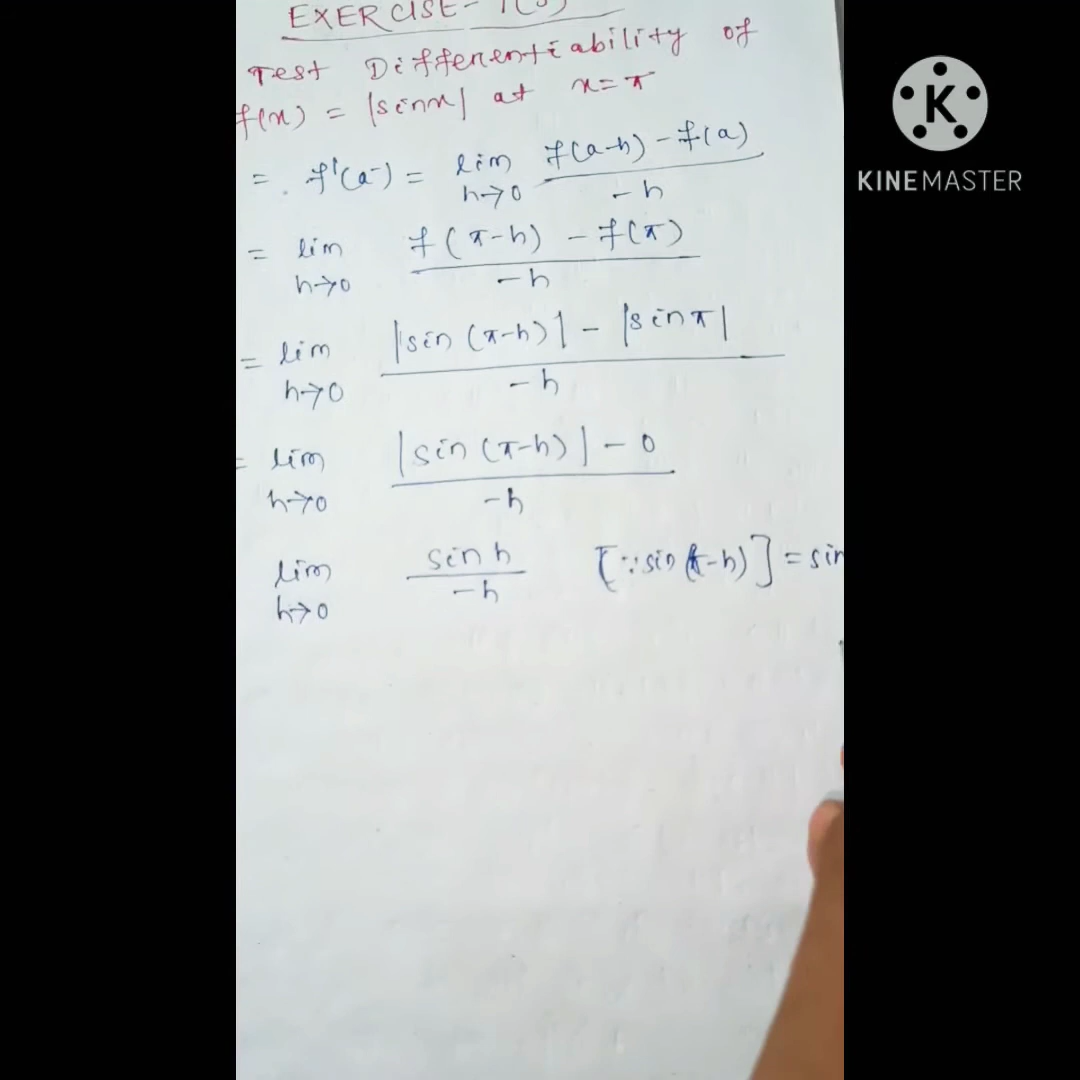 EXERCISE-
Test Differentiability of
f(x) = |sinx| at x=π
= . f'(a⁻) = lim h→0 f(a-h) - f(a) / -h
= lim h→0 f(π-h) - f(π) / -h
= lim h→0 |sin(π-h)| - |sinπ| / -h
= lim h→0 |sin(π-h)| - 0 / -h
lim h→0 sinh / -h [∵sin(π-h)] = sin
K
KINEMASTER